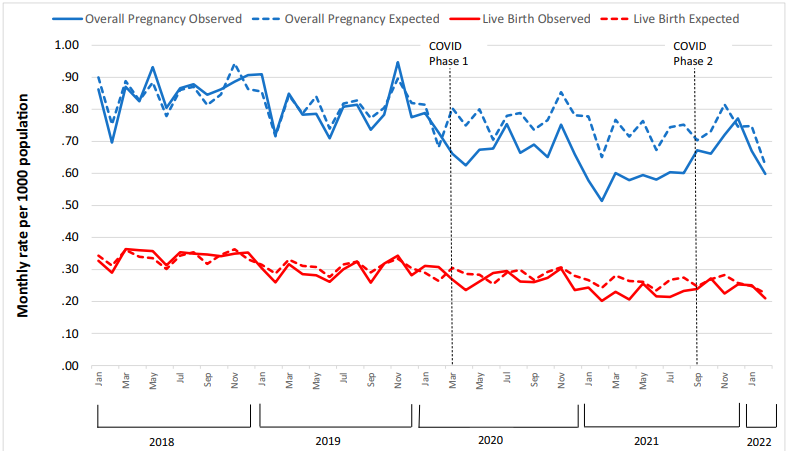 Overall Pregnancy Observed Overall Pregnancy Expected Live Birth Observed Live Birth Expected
COVID
Phase 1
COVID
Phase 2
Monthly rate per 1000 population
1.00
.90
.80
.70
.60
.50
.40
.30
.20
.10
.00
Jan Mar May Jul Sep Nov Jan Mar May Jul Sep Nov Jan Mar May Jul Sep Nov Jan Mar May Jul Sep Nov Jan
2018 2019 2020 2021 2022